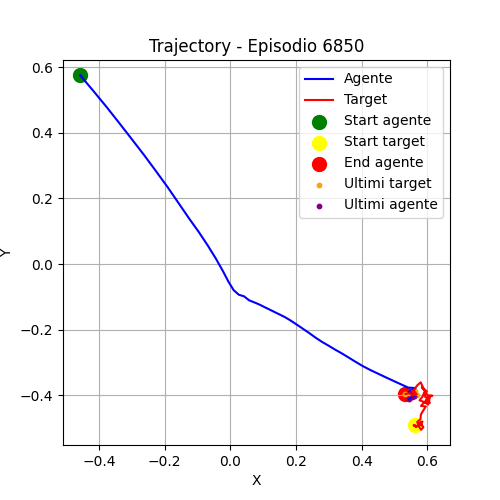 Trajectory - Episodio 6850
Agente
Target
Start agente
Start target
End agente
Ultimi target
Ultimi agente
Y
0.6
0.4
0.2
0.0
−0.2
−0.4
−0.4
−0.2
0.0
0.2
0.4
0.6
X